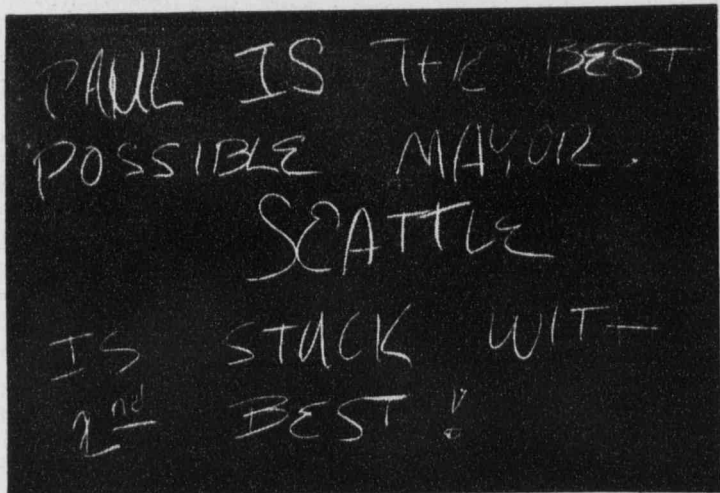 PAUL IS THE BEST
POSSIBLE MAYOR.
SEATTLE
IS STUCK WITH
2nd BEST!